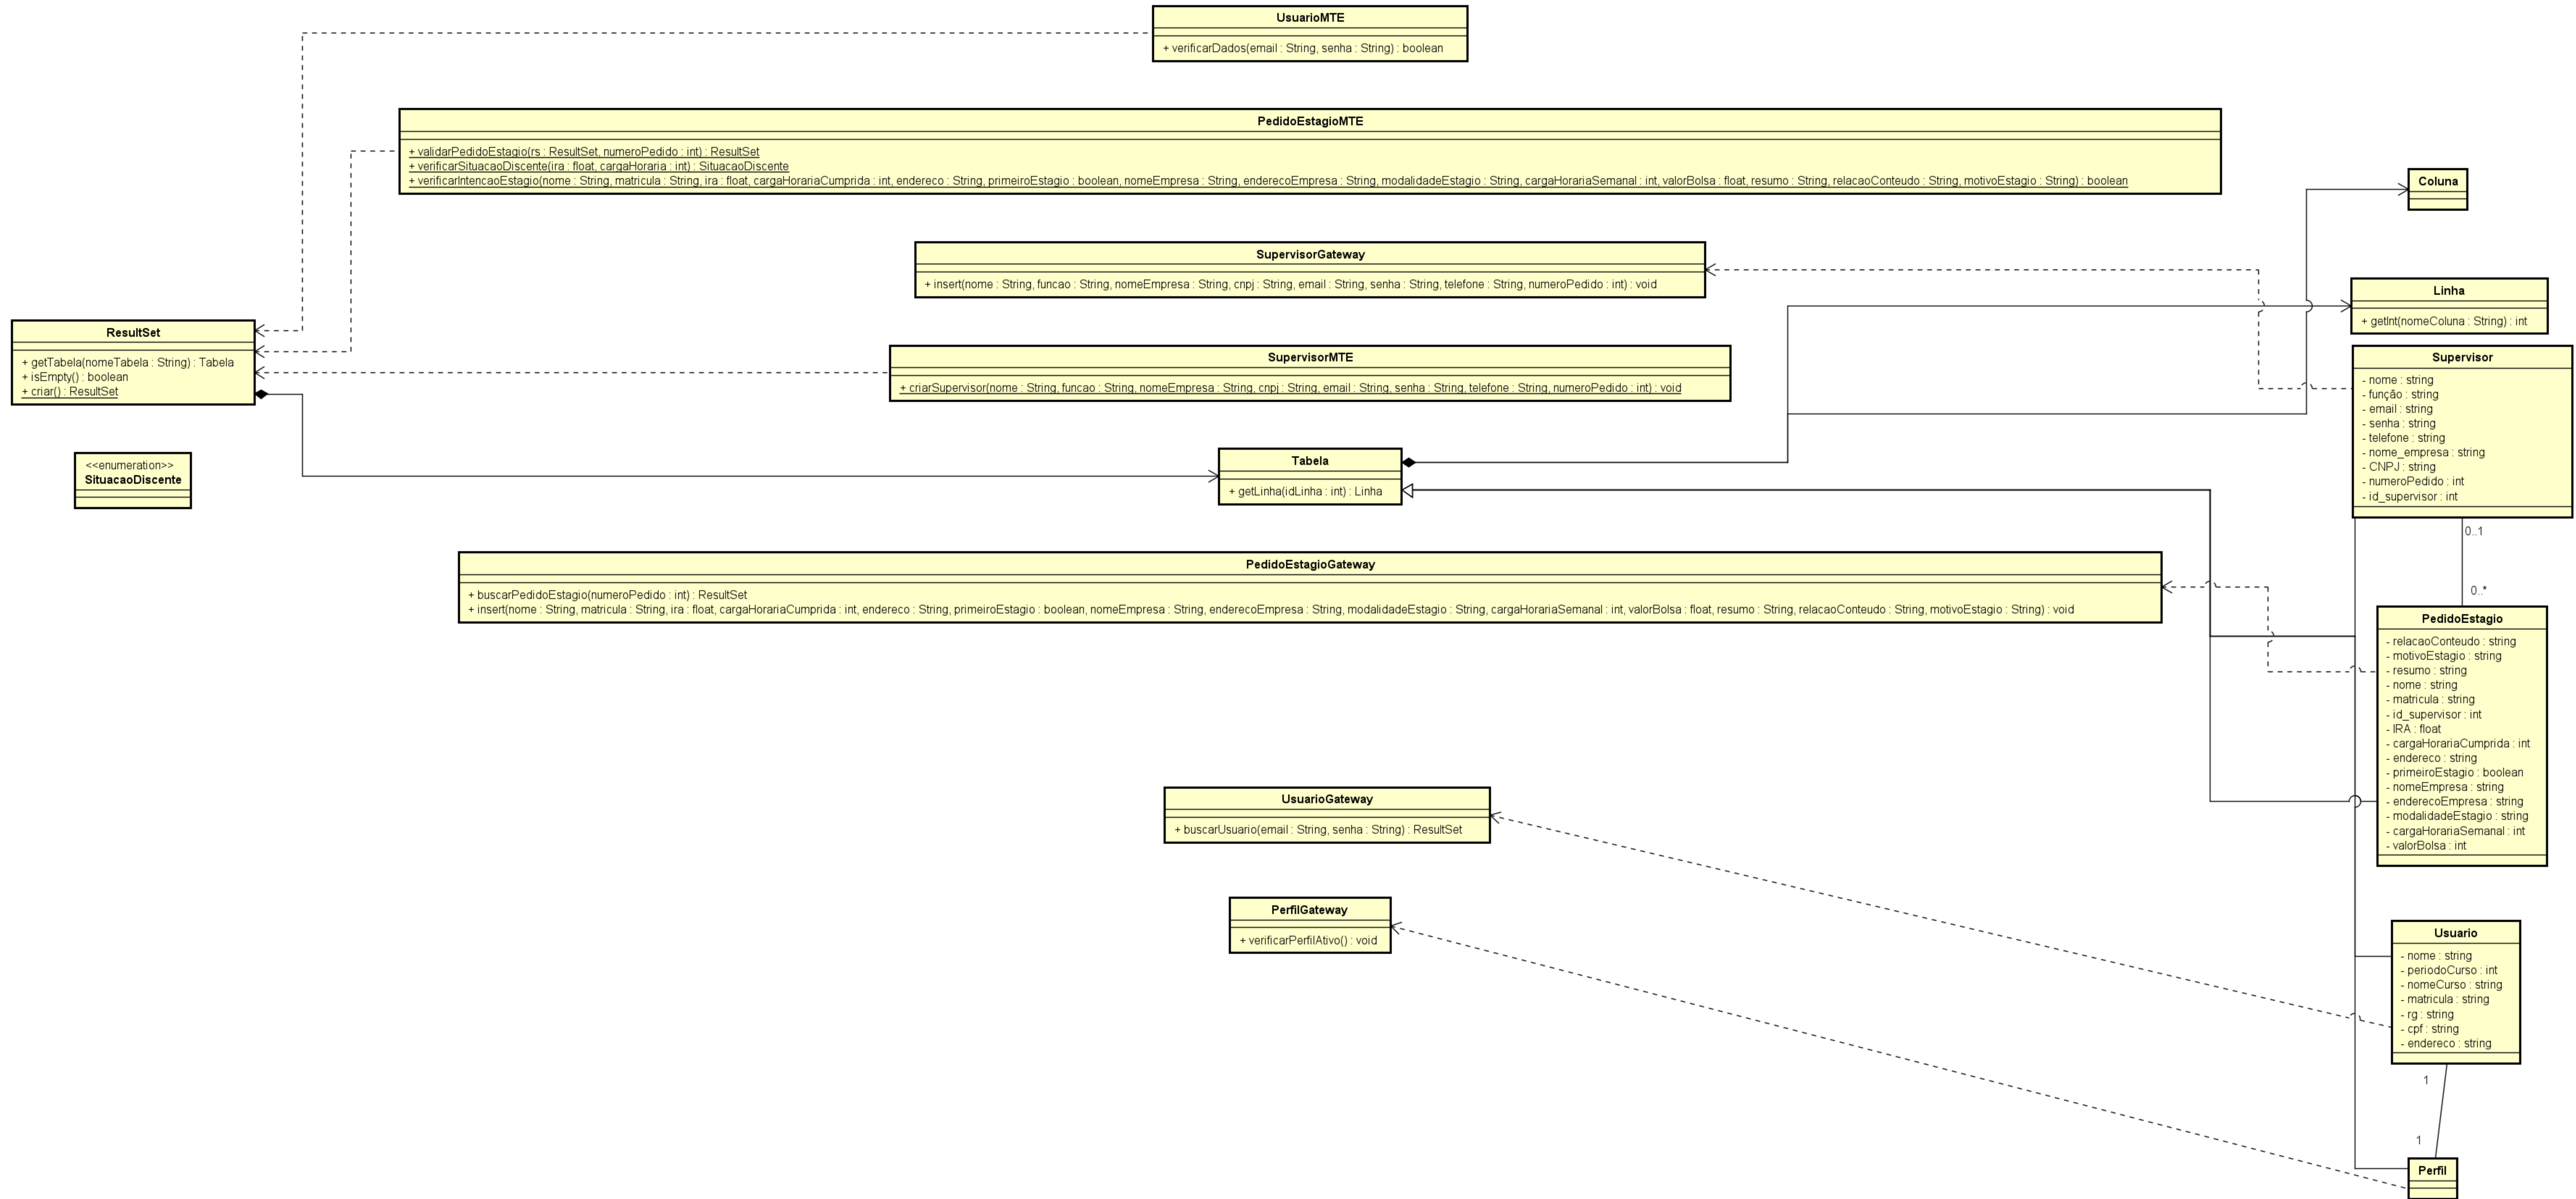 UsuarioMTE
+ verificarDados(email : String, senha : String) : boolean
PedidoEstagioMTE
+ validarPedidoEstagio(rs : ResultSet, numeroPedido : int) : ResultSet
+ verificarSituacaoDiscente(ira : float, cargaHoraria : int) : SituacaoDiscente
+ verificarIntencaoEstagio(nome : String, matricula : String, ira : float, cargaHorariaCumprida : int, endereco : String, primeiroEstagio : boolean, nomeEmpresa : String, enderecoEmpresa : String, modalidadeEstagio : String, cargaHorariaSemanal : int, valorBolsa : float, resumo : String, relacaoConteudo : String, motivoEstagio : String) : boolean
Coluna
SupervisorGateway
+ insert(nome : String, funcao : String, nomeEmpresa : String, cnpj : String, email : String, senha : String, telefone : String, numeroPedido : int) : void
Linha
+ getInt(nomeColuna : String) : int
ResultSet
+ getTabela(nomeTabela : String) : Tabela
+ isEmpty() : boolean
+ criar() : ResultSet
SupervisorMTE
+ criarSupervisor(nome : String, funcao : String, nomeEmpresa : String, cnpj : String, email : String, senha : String, telefone : String, numeroPedido : int) : void
Supervisor
- nome : string
- função : string
- email : string
- senha : string
- telefone : string
- nome_empresa : string
- CNPJ : string
- numeroPedido : int
- id_supervisor : int
<<enumeration>>
SituacaoDiscente
Tabela
+ getLinha(idLinha : int) : Linha
0..1
0..*
PedidoEstagioGateway
+ buscarPedidoEstagio(numeroPedido : int) : ResultSet
+ insert(nome : String, matricula : String, ira : float, cargaHorariaCumprida : int, endereco : String, primeiroEstagio : boolean, nomeEmpresa : String, enderecoEmpresa : String, modalidadeEstagio : String, cargaHorariaSemanal : int, valorBolsa : float, resumo : String, relacaoConteudo : String, motivoEstagio : String) : void
PedidoEstagio
- relacaoConteudo : string
- motivoEstagio : string
- resumo : string
- nome : string
- matricula : string
- id_supervisor : int
- IRA : float
- cargaHorariaCumprida : int
- endereco : string
- primeiroEstagio : boolean
- nomeEmpresa : string
- enderecoEmpresa : string
- modalidadeEstagio : string
- cargaHorariaSemanal : int
- valorBolsa : int
UsuarioGateway
+ buscarUsuario(email : String, senha : String) : ResultSet
PerfilGateway
+ verificarPerfilAtivo() : void
Usuario
- nome : string
- periodoCurso : int
- nomeCurso : string
- matricula : string
- rg : string
- cpf : string
- endereco : string
1
1
Perfil